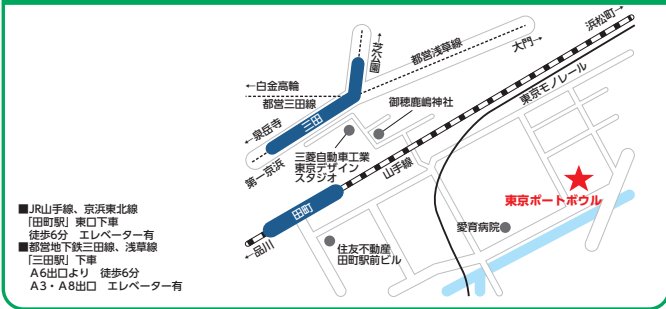 浜松町→
芝公園→
都営浅草線
大門→
←白金高輪
都営三田線
東京モノレール
御穂鹿嶋神社
←泉岳寺
三田
三菱自動車工業
東京デザイン
スタジオ
第一京浜
山手線
東京ポートボウル
田町
愛育病院
←品川
住友不動産
田町駅前ビル
■JR山手線、京浜東北線
「田町駅」東口下車
徒歩6分 エレベーター有
■都営地下鉄三田線、浅草線
「三田駅」下車
A6出口より 徒歩6分
A3・A8出口 エレベーター有